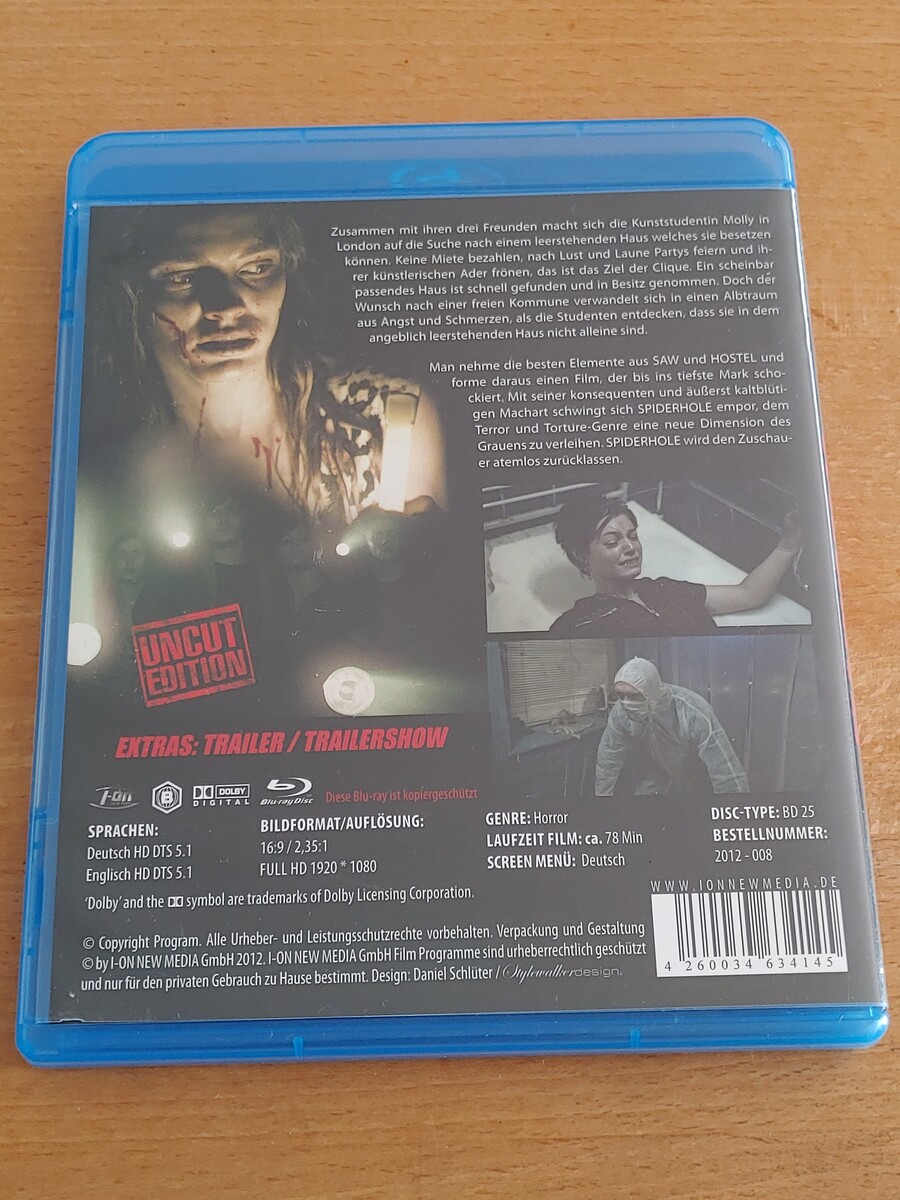 Zusammen mit ihren drei Freunden macht sich die Kunststudentin Molly in
London auf die Suche nach einem leerstehenden Haus welches sie besetzen
können. Keine Miete bezahlen, nach Lust und Laune Partys feiern und ih-
rer künstlerischen Ader frönen, das ist das Ziel der Clique. Ein scheinbar
passendes Haus ist schnell gefunden und in Besitz genommen. Doch der
Wunsch nach einer freien Kommune verwandelt sich in einen Albtraum
aus Angst und Schmerzen, als die Studenten entdecken, dass sie in dem
angeblich leerstehenden Haus nicht alleine sind.
Man nehme die besten Elemente aus SAW und HOSTEL und
forme daraus einen Film, der bis ins tiefste Mark scho-
ckiert. Mit seiner konsequenten und äußerst kaltblüti-
gen Machart schwingt sich SPIDERHOLE empor, dem
Terror und Torture-Genre eine neue Dimension des
Grauens zu verleihen. SPIDERHOLE wird den Zuschau-
er atemlos zurücklassen.
UNCUT
EDITION
EXTRAS: TRAILER / TRAILERSHOW
I-On
DOLBY
DIGITAL
Blu-ray Disc
Diese Blu-ray ist kopiergeschützt
SPRACHEN:
Deutsch HD DTS 5.1
Englisch HD DTS 5.1
BILDFORMAT/AUFLÖSUNG:
16:9 / 2,35:1
FULL HD 1920 * 1080
GENRE: Horror
LAUFZEIT FILM: ca. 78 Min
SCREEN MENÜ: Deutsch
DISC-TYPE: BD 25
BESTELLNUMMER:
2012 - 008
'Dolby' and the symbol are trademarks of Dolby Licensing Corporation.
© Copyright Program. Alle Urheber- und Leistungsschutzrechte vorbehalten. Verpackung und Gestaltung
© by I-ON NEW MEDIA GmbH 2012. I-ON NEW MEDIA GmbH Film Programme sind urheberrechtlich geschützt
und nur für den privaten Gebrauch zu Hause bestimmt. Design: Daniel Schlüter / Stylewalkerdesign.
WWW.IONNEWMEDIA.DE
4 260034 634145